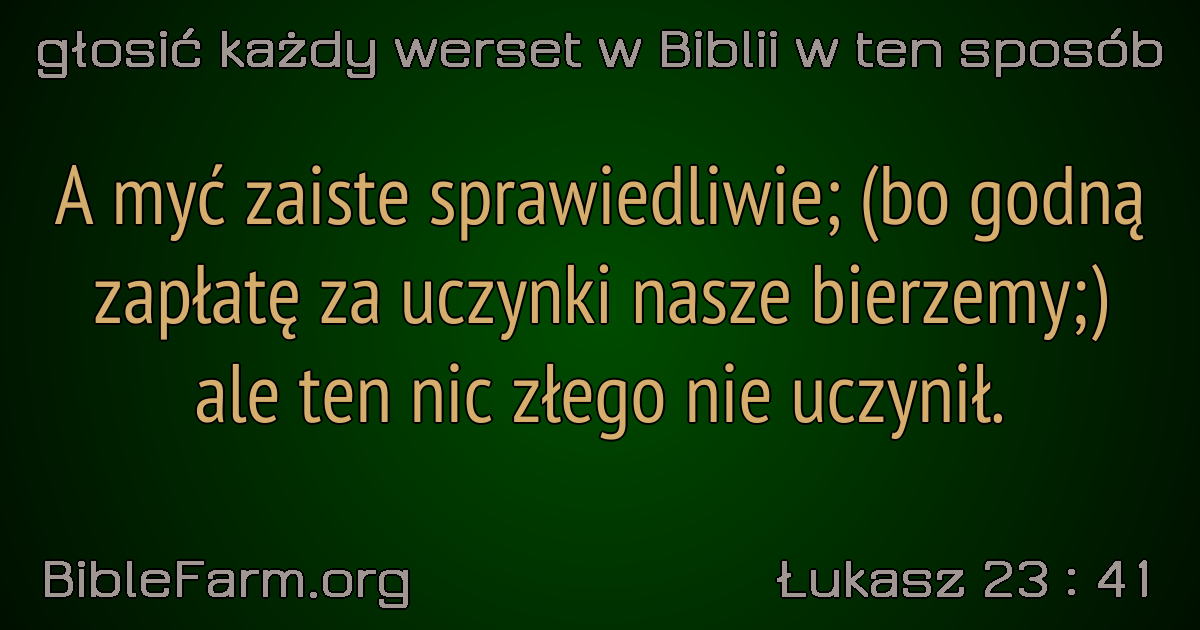 głosić każdy werset w Biblii w ten sposób
A myć zaiste sprawiedliwie; (bo godną
zapłatę za uczynki nasze bierzemy;)
ale ten nic złego nie uczynił.
BibleFarm.org
Łukasz 23 : 41